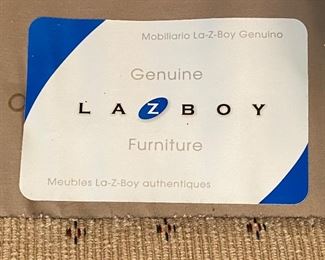 Mobiliario La-Z-Boy Genuino
Genuine
LAZBOY
Furniture
Meubles La-Z-Boy authentiques